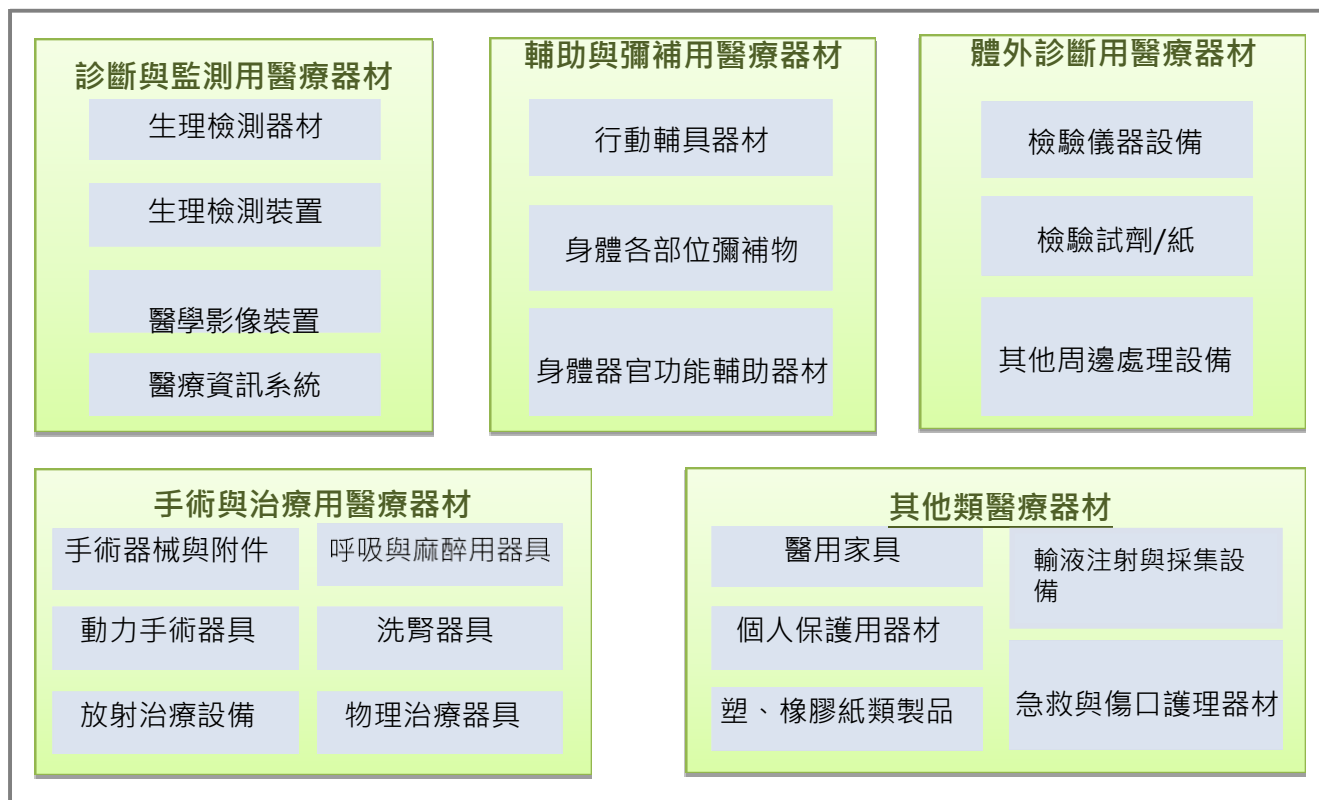 診斷與監測用醫療器材
生理檢測器材
生理檢測裝置
醫學影像裝置
醫療資訊系統
輔助與彌補用醫療器材
行動輔具器材
身體各部位彌補物
身體器官功能輔助器材
體外診斷用醫療器材
檢驗儀器設備
檢驗試劑/紙
其他周邊處理設備
手術與治療用醫療器材
手術器械與附件
呼吸與麻醉用器具
動力手術器具
洗腎器具
放射治療設備
物理治療器具
其他類醫療器材
醫用家具
輸液注射與採集設
備
個人保護用器材
塑、橡膠紙類製品
急救與傷口護理器材